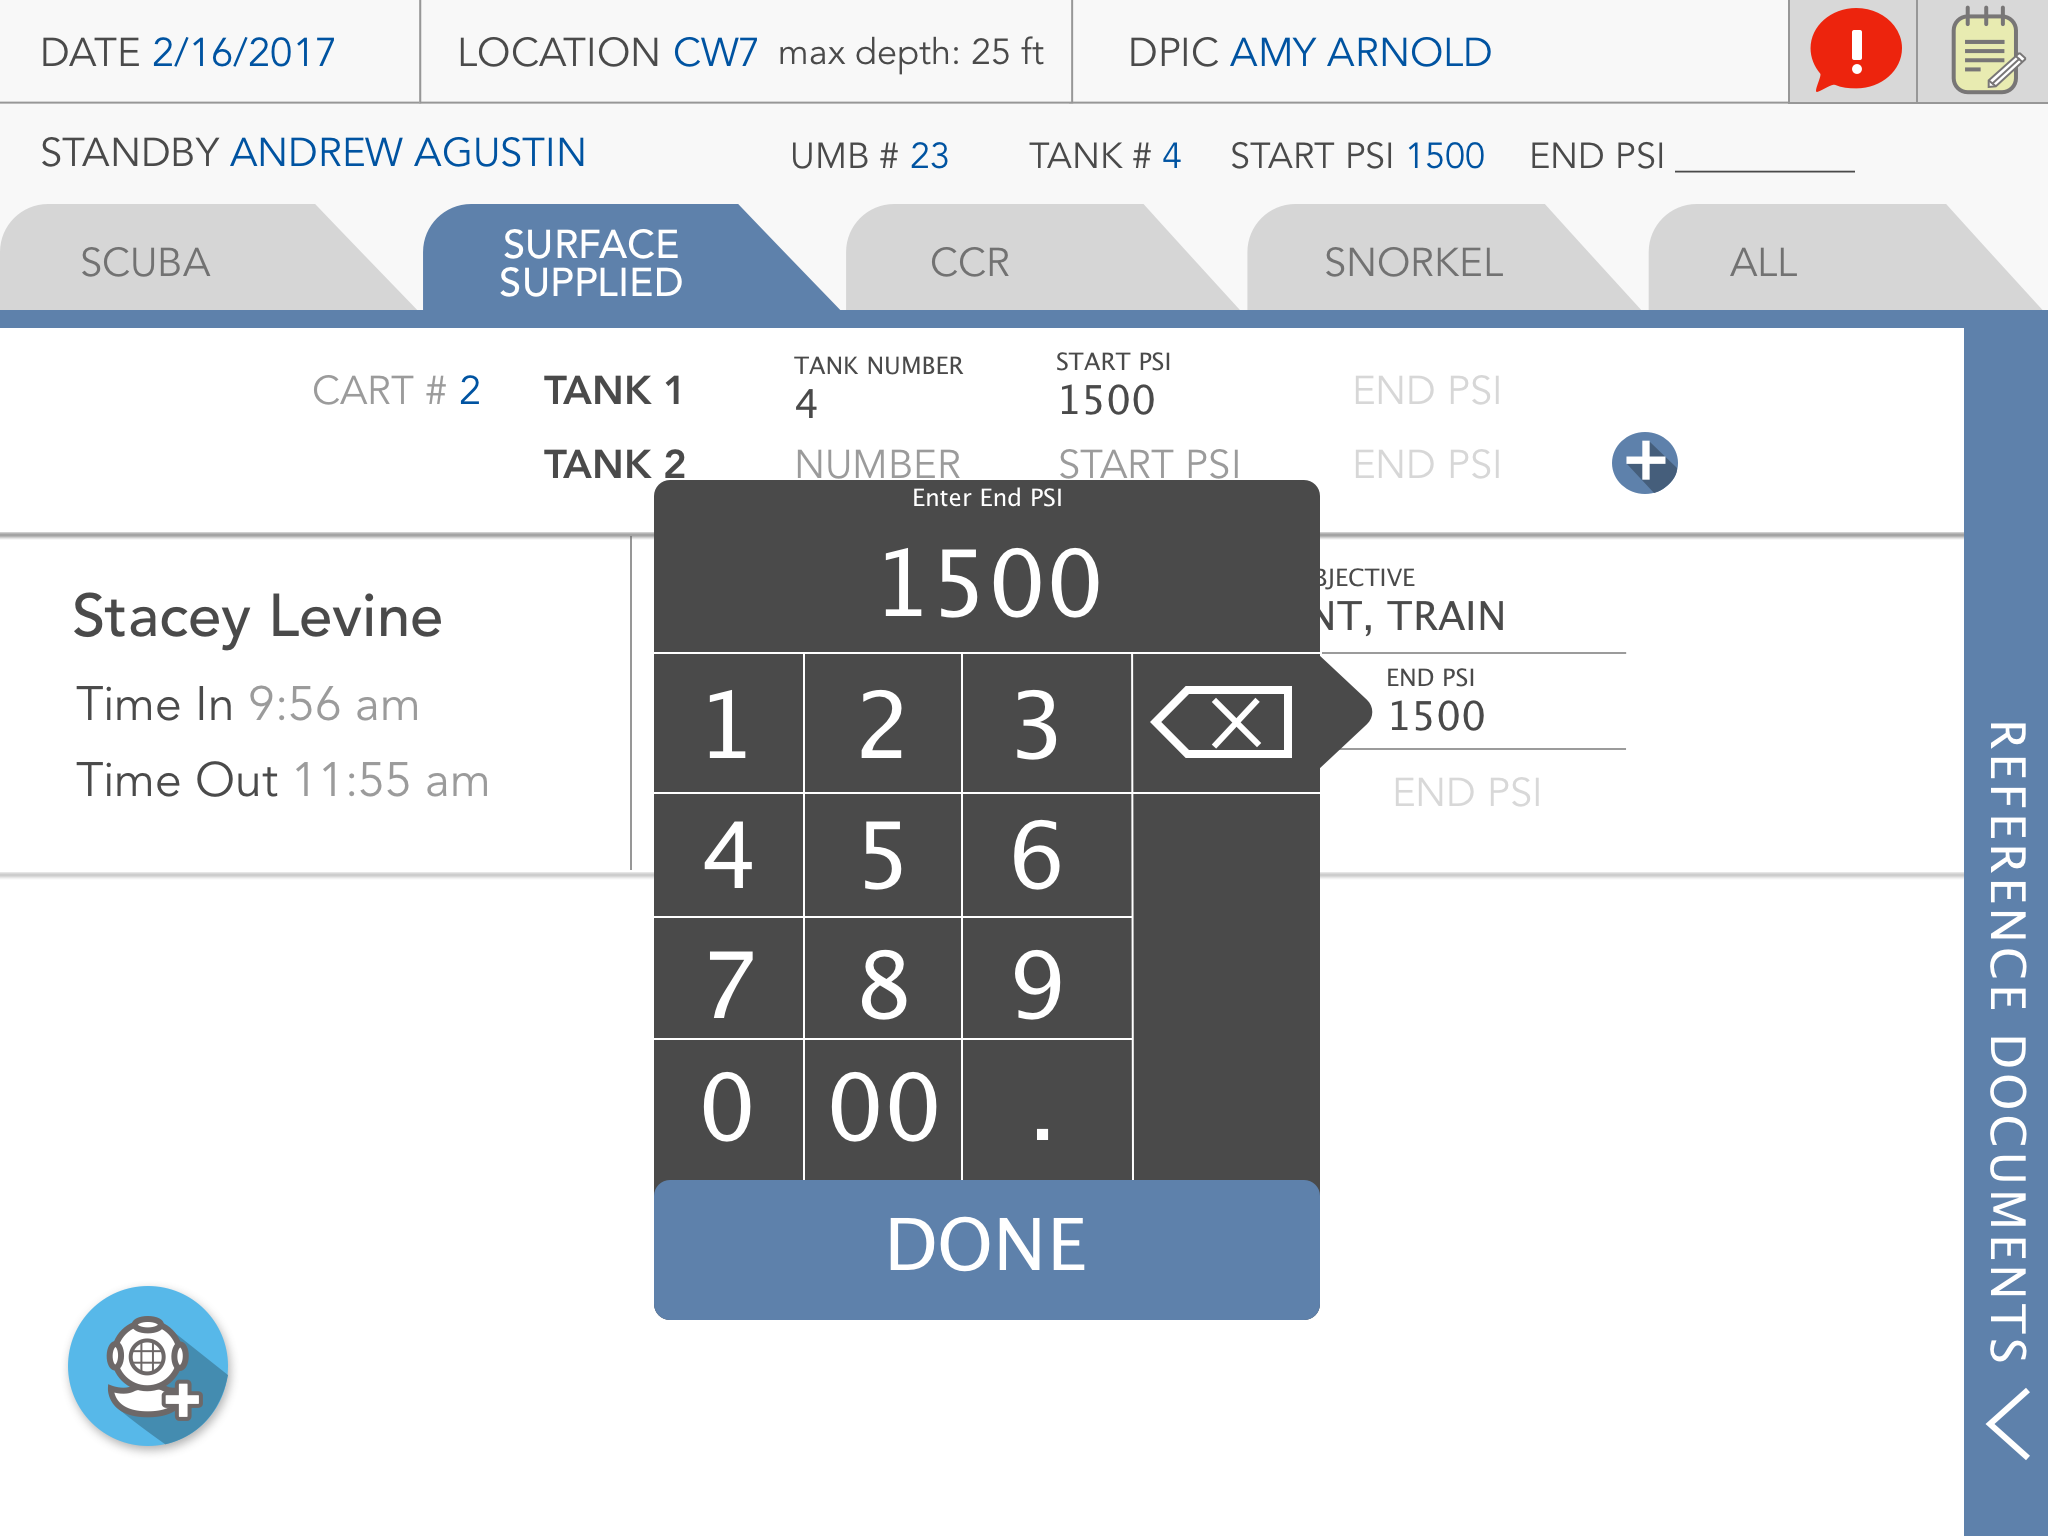 DATE 2/16/2017
LOCATION CW7 max depth: 25 ft
DPIC AMY ARNOLD
STANDBY ANDREW AGUSTIN
UMB # 23
TANK # 4
START PSI 1500
END PSI
SCUBA
SURFACE
SUPPLIED
CCR
SNORKEL
ALL
CART # 2
TANK 1
TANK NUMBER
4
START PSI
1500
END PSI
TANK 2
NUMBER
START PSI
END PSI
Stacey Levine
Time In 9:56 am
Time Out 11:55 am
Enter End PSI
1500
1 2 3
4 5 6
7 8 9
0 00 .
DONE
BJECTIVE
NT, TRAIN
END PSI
1500
END PSI
REFERENCE DOCUMENTS